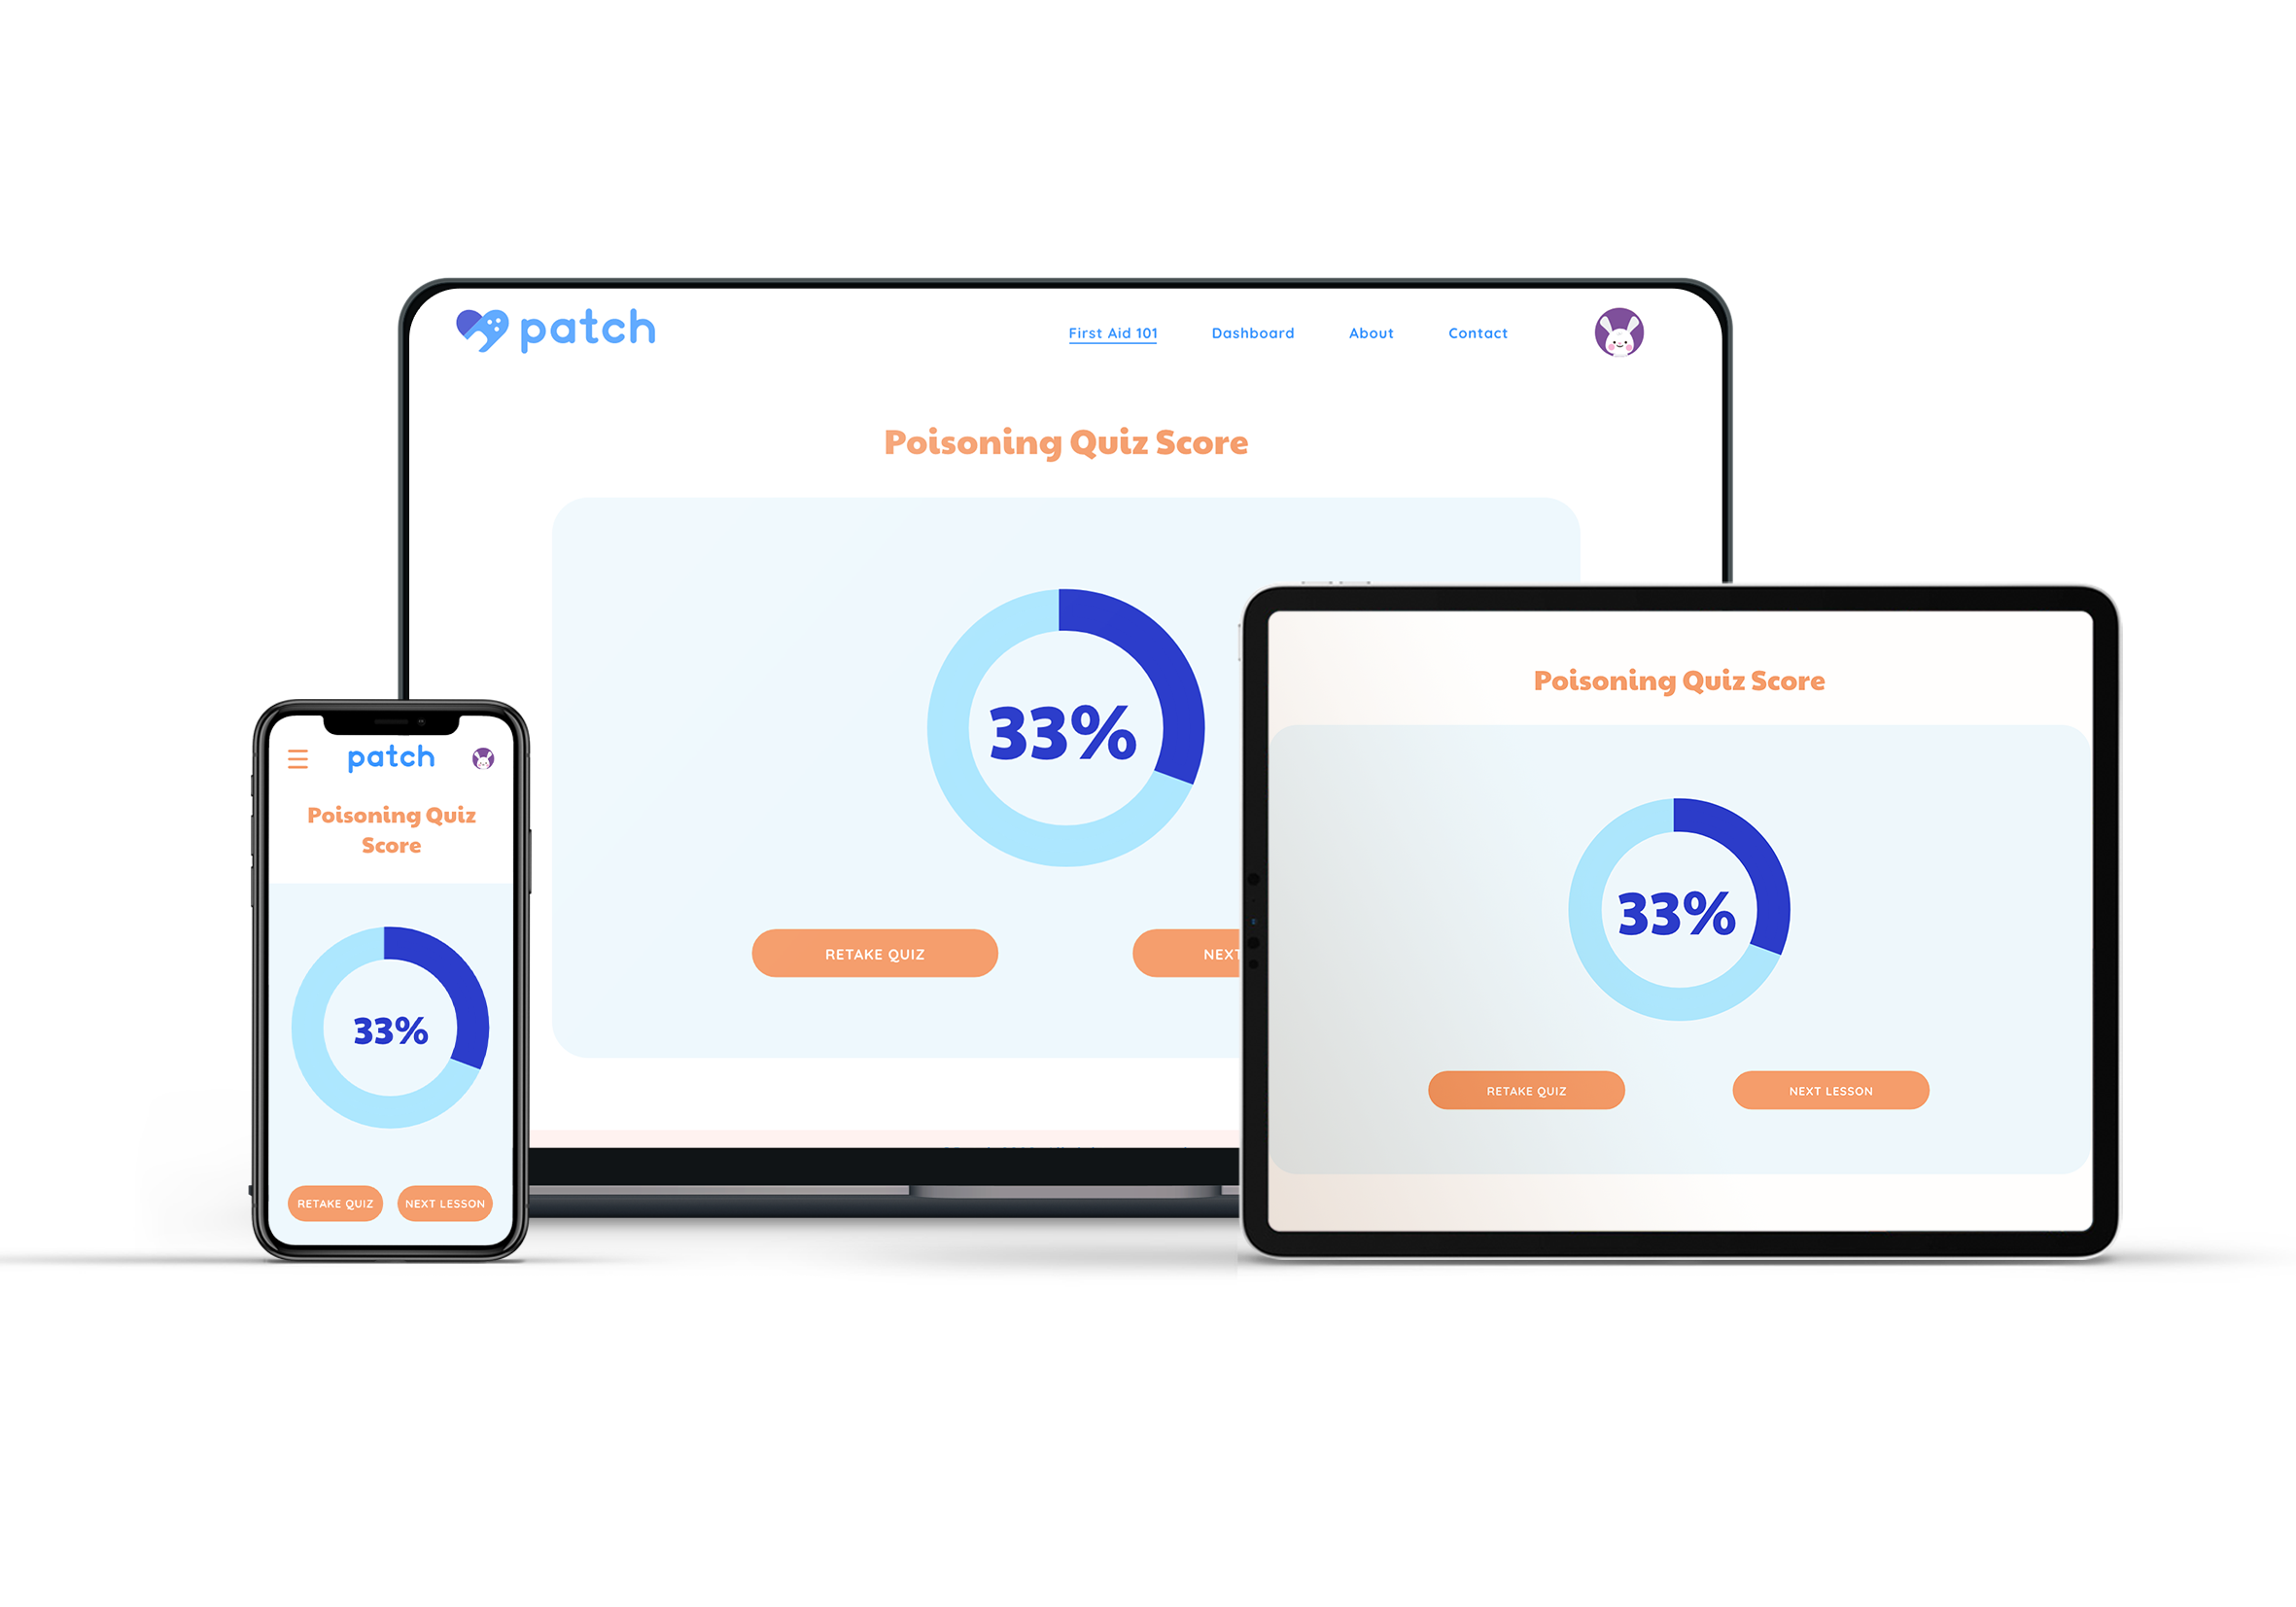 patch
First Aid 101
Dashboard
About
Contact
Poisoning Quiz Score
33%
RETAKE QUIZ
NEXT
patch
Poisoning Quiz
Score
33%
RETAKE QUIZ
NEXT LESSON
Poisoning Quiz Score
33%
RETAKE QUIZ
NEXT LESSON